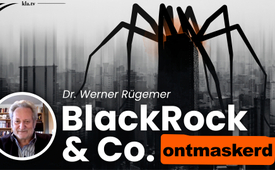 kla.tv
Dr. Werner Rügemer
BlackRock
& Co. ontmaskerd